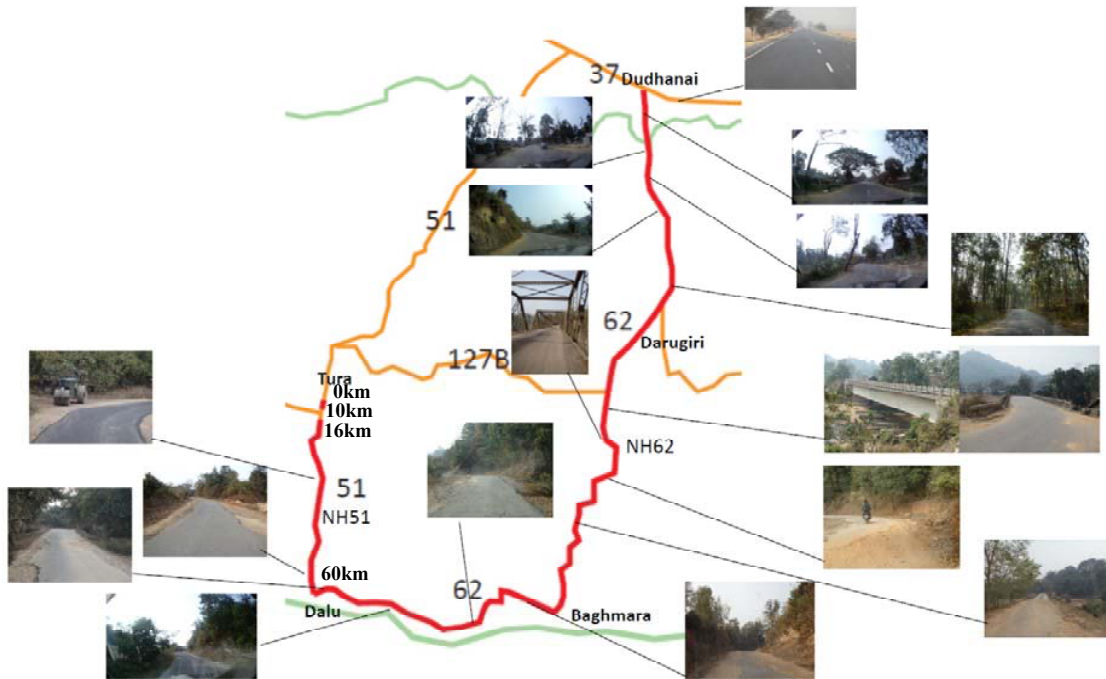 37
Dudhanai
51
62
Darugiri
127B
Tura
0km
10km
16km
NH62
51
NH51
60km
62
Dalu
Baghmara